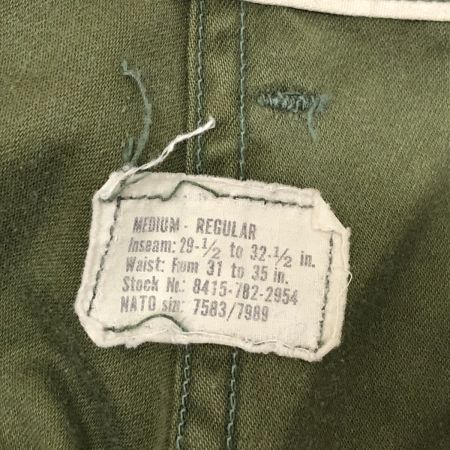 MEDIUM - REGULAR
Inseam: 29-1/2 to 32-1/2 in.
Waist: From 31 to 35 in.
Stock No.: 8415-782-2954
NATO size: 7583/7989